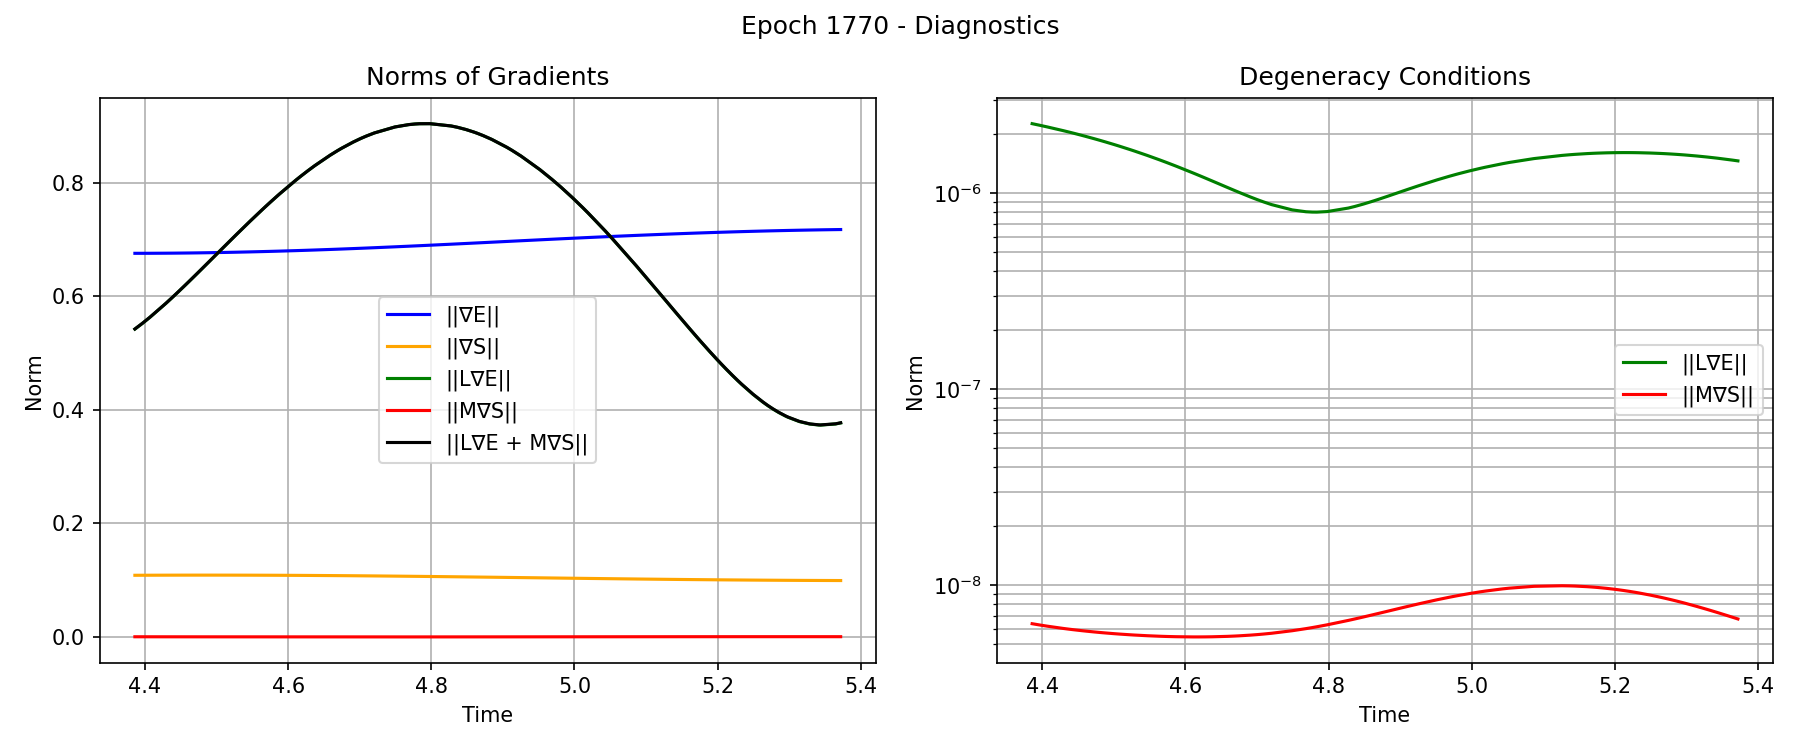 Epoch 1770 - Diagnostics
Norms of Gradients
Norm
0.8
0.6
0.4
0.2
0.0
||∇E||
||∇S||
||L∇E||
||M∇S||
||L∇E + M∇S||
4.4 4.6 4.8 5.0 5.2 5.4
Time
Degeneracy Conditions
Norm
10⁻⁶
10⁻⁷
10⁻⁸
||L∇E||
||M∇S||
4.4 4.6 4.8 5.0 5.2 5.4
Time